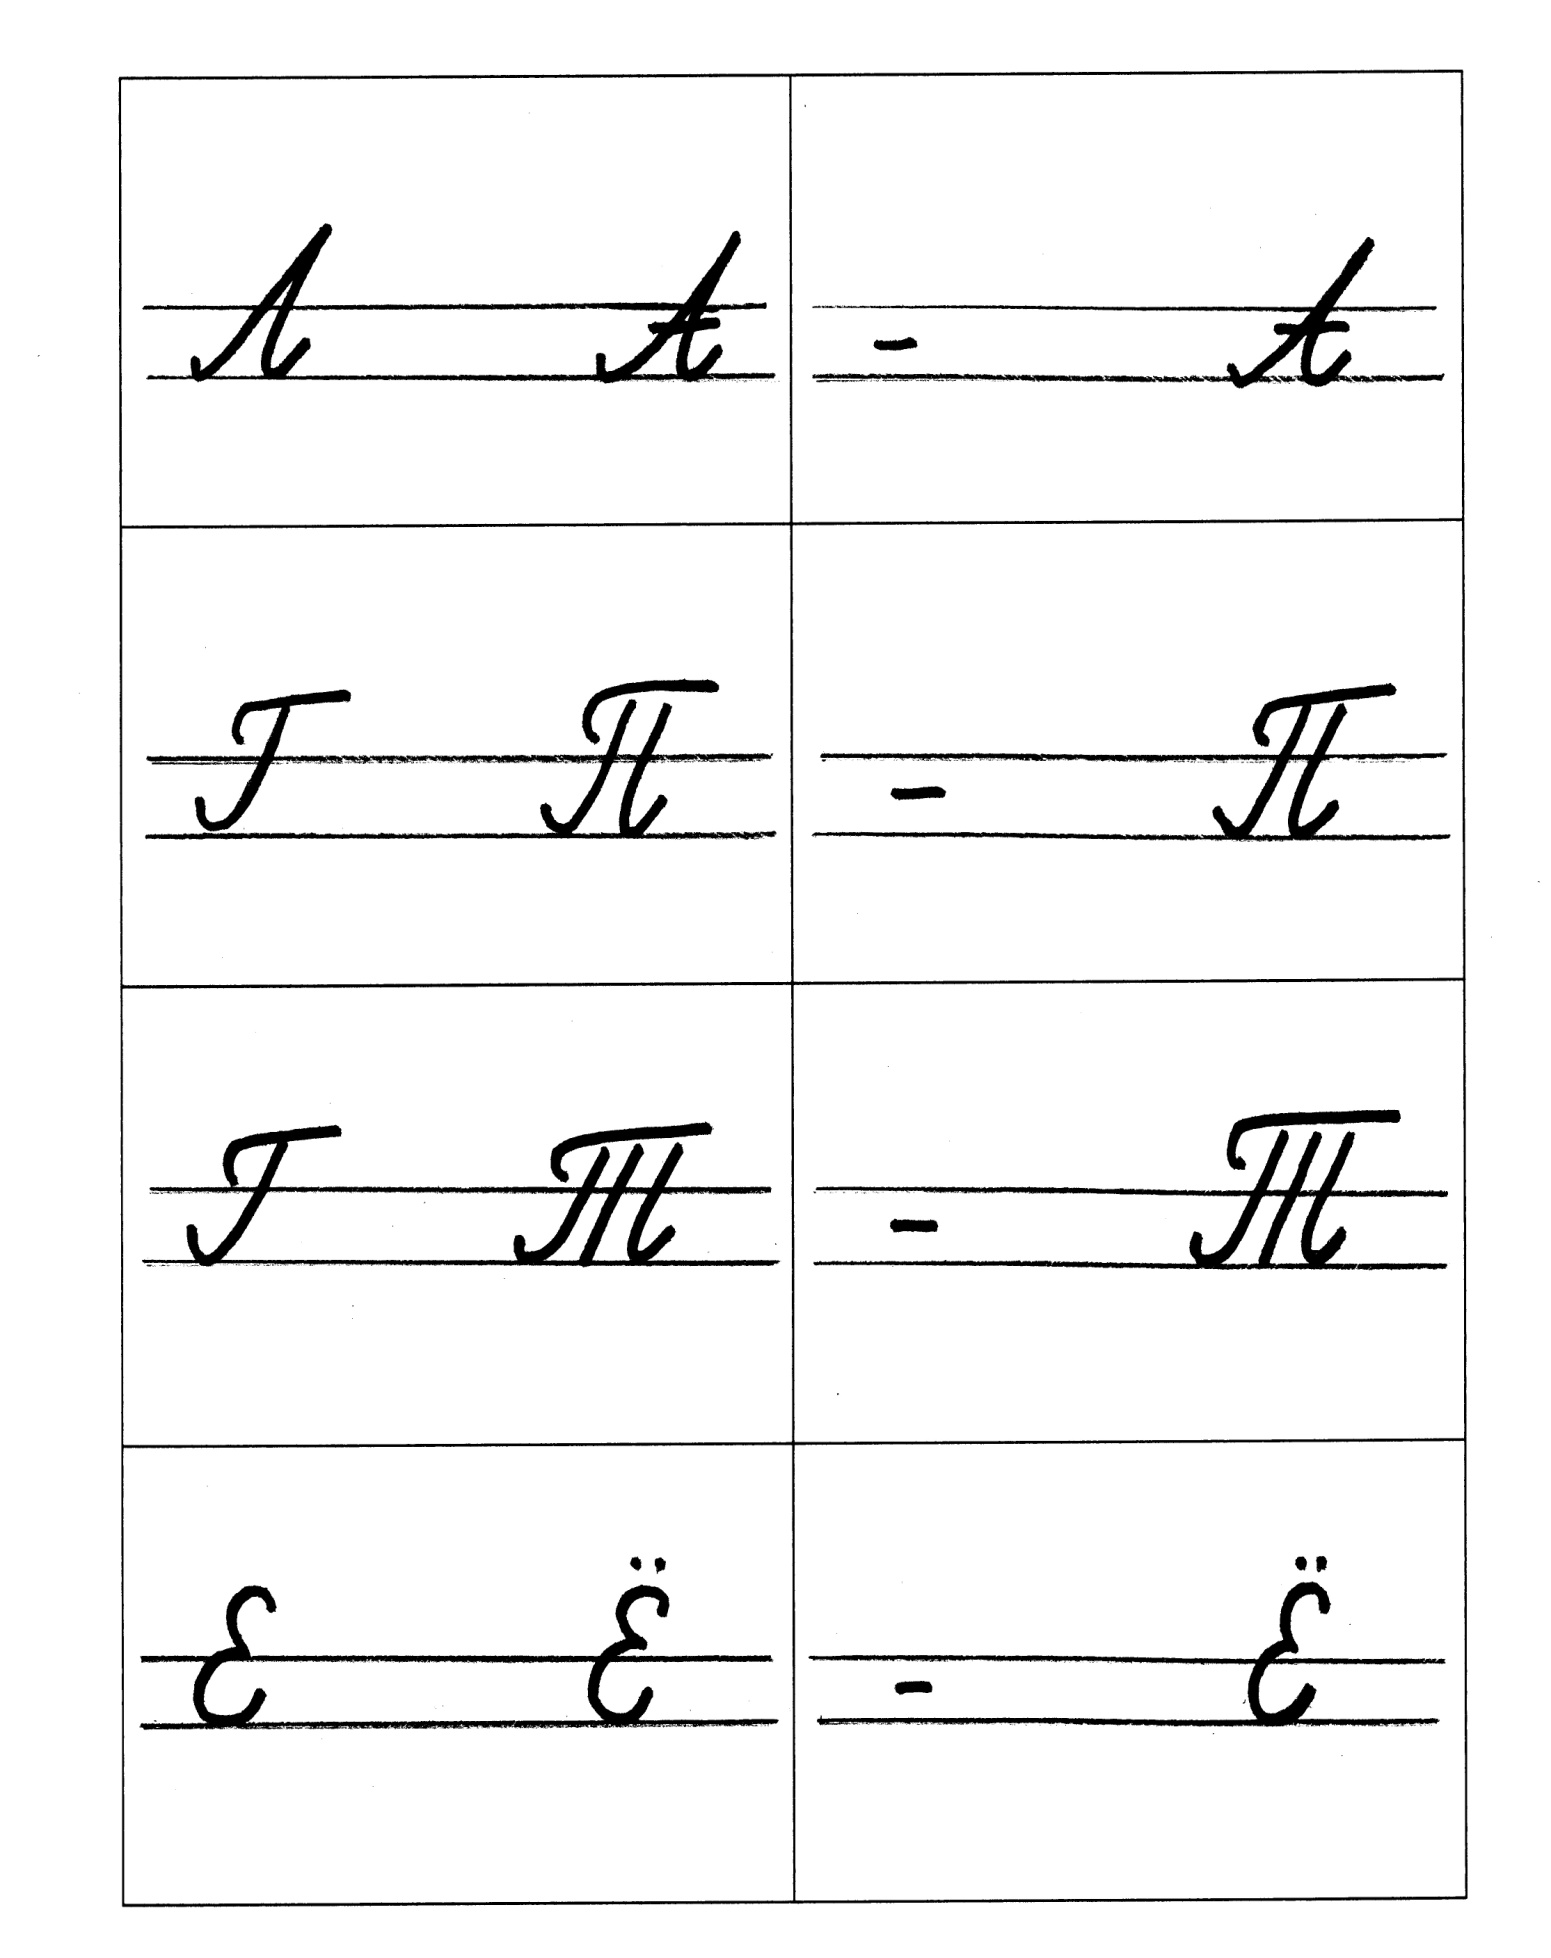 Л А - А
Г П - П
Г Т - Т
Е Ё - Ё